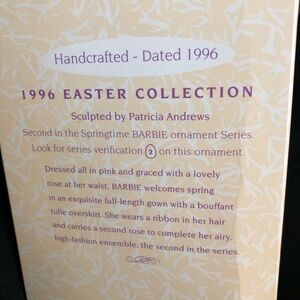 Handcrafted - Dated 1996
1996 EASTER COLLECTION
Sculpted by Patricia Andrews
Second in the Springtime BARBIE ornament Series.
Look for series verification 2 on this ornament.
Dressed all in pink and graced with a lovely
rose at her waist, BARBIE welcomes spring
in an exquisite full-length gown with a bouffant
tulle overskirt. She wears a ribbon in her hair
and carries a second rose to complete her airy,
high-fashion ensemble, the second in the series.